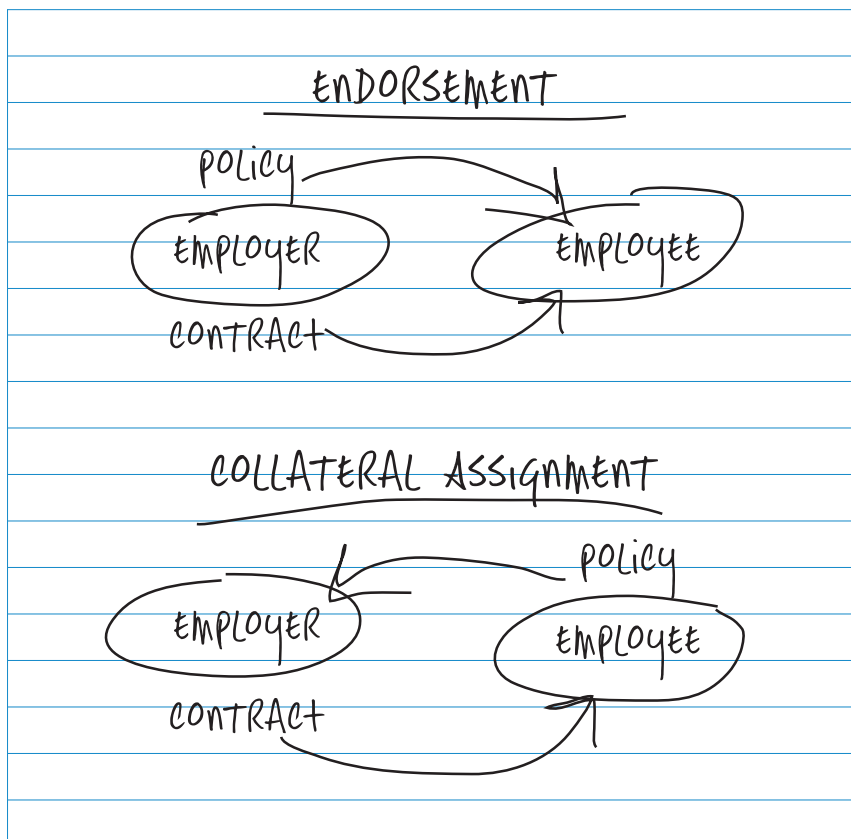 ENDORSEMENT
POLICY
EMPLOYER EMPLOYEE
CONTRACT
COLLATERAL ASSIGNMENT
POLICY
EMPLOYER EMPLOYEE
CONTRACT